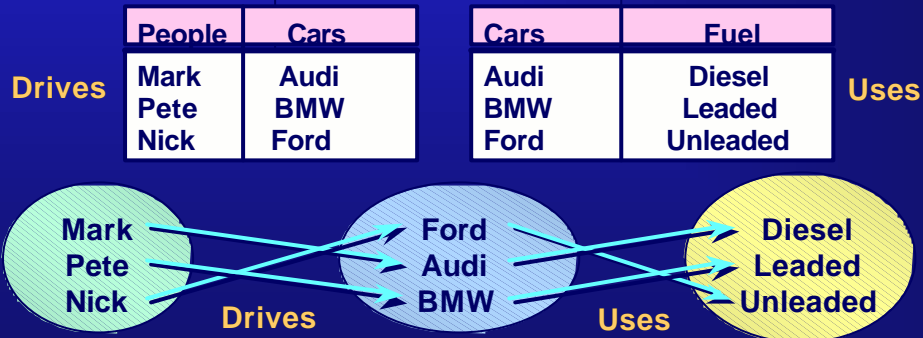 People Cars
Cars Fuel
Drives
Mark Audi
Pete BMW
Nick Ford
Audi Diesel
BMW Leaded
Ford Unleaded
Uses
Mark
Pete
Nick
Drives
Ford
Audi
BMW
Uses
Diesel
Leaded
Unleaded